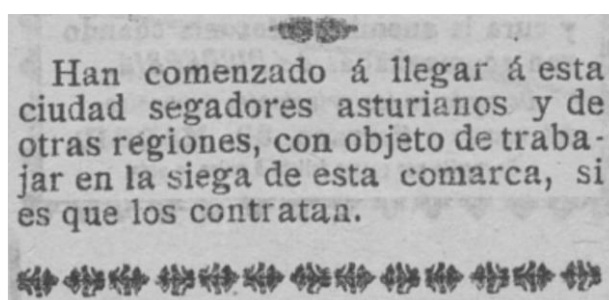 Han comenzado á llegar á esta
ciudad segadores asturianos y de
otras regiones, con objeto de traba-
jar en la siega de esta comarca, si
es que los contratan.